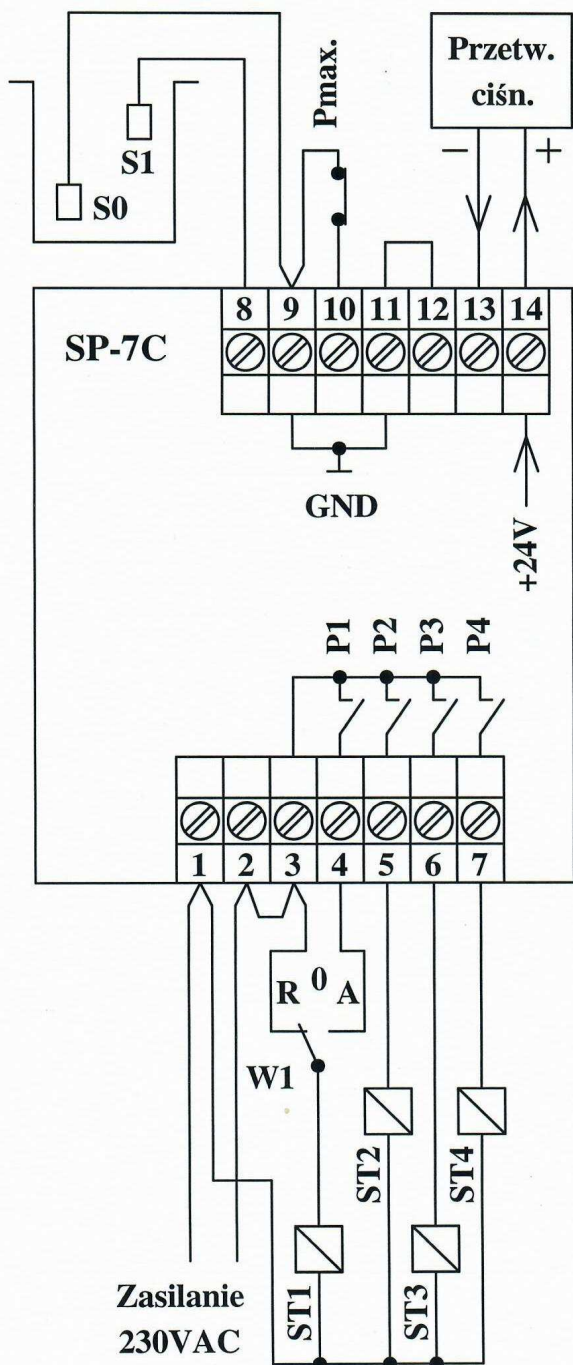 Przetw.
ciśn.
Pmax.
S1
S0
− +
8 9 10 11 12 13 14
SP-7C
GND
+24V
P1 P2 P3 P4
1 2 3 4 5 6 7
R 0 A
W1
ST2 ST4
ST1 ST3
Zasilanie
230VAC